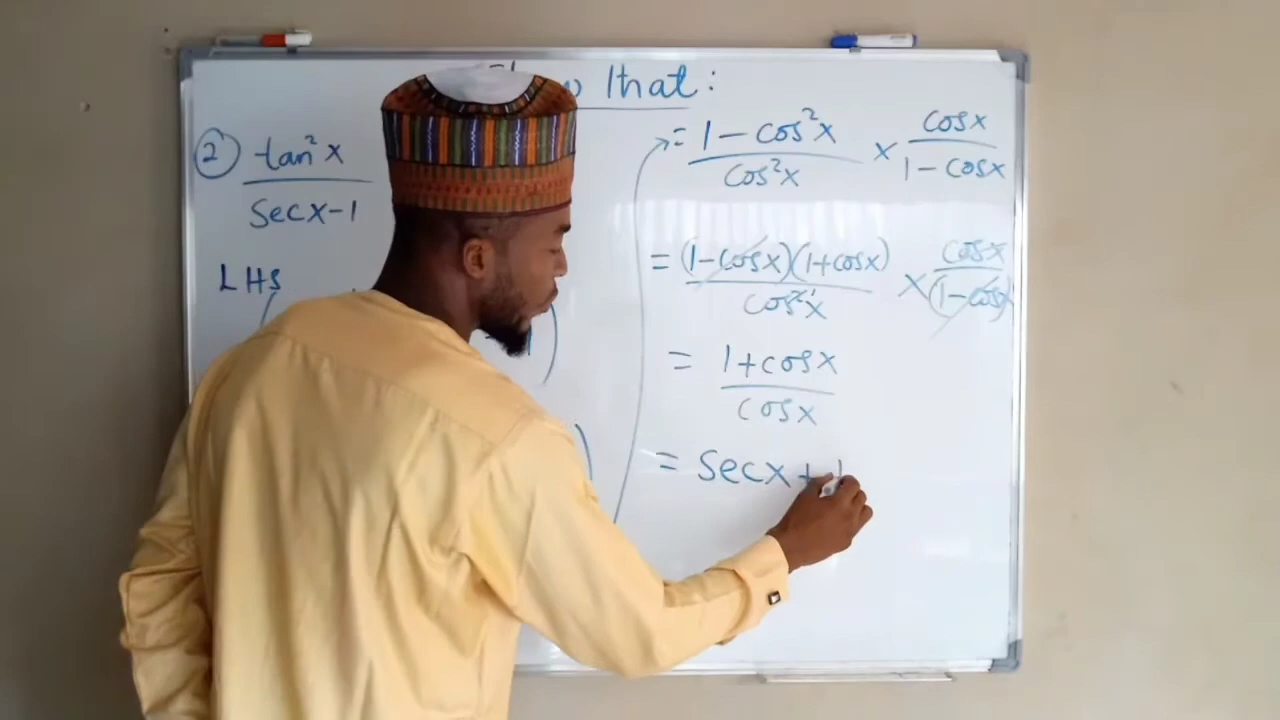 that :
② tan²x
secx-1
LHS
= 1 - cos²x / cos²x × cosx / 1 - cosx
= (1-cosx)(1+cosx) / cos²x × cosx / (1-cosx)
= 1+cosx / cosx
= secx + 1